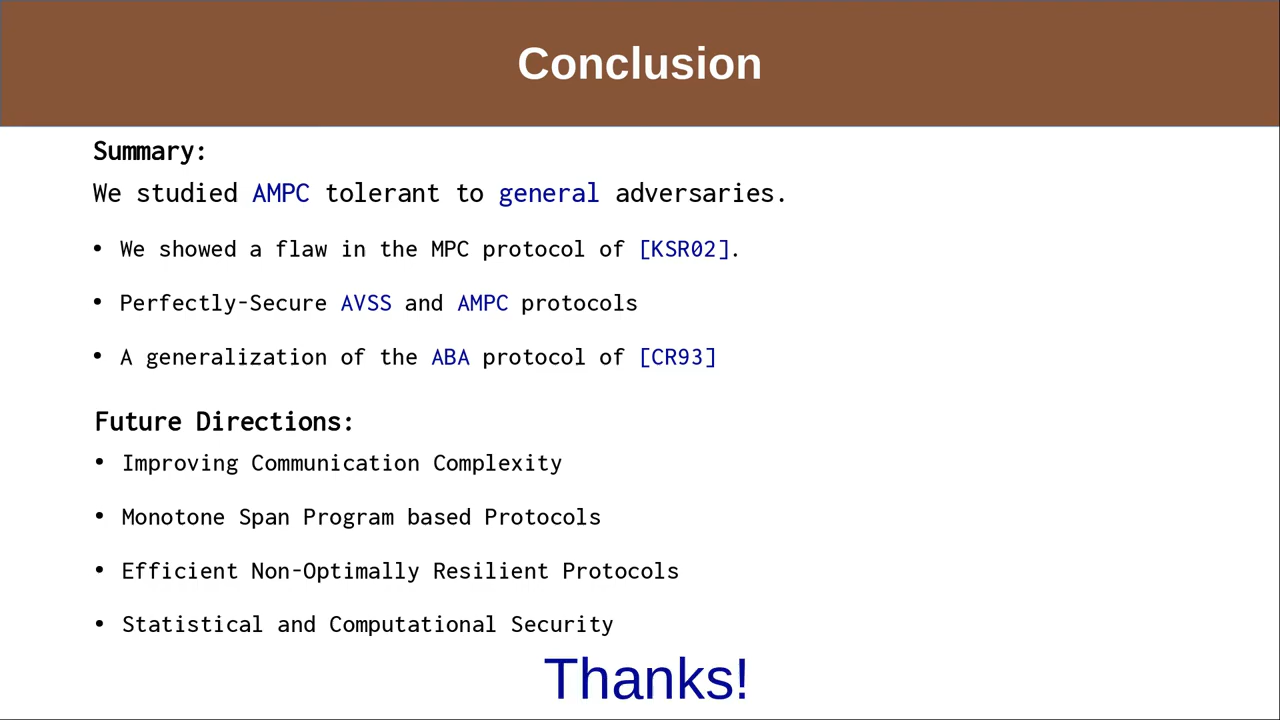 Conclusion
Summary:
We studied AMPC tolerant to general adversaries.
• We showed a flaw in the MPC protocol of [KSR02].
• Perfectly-Secure AVSS and AMPC protocols
• A generalization of the ABA protocol of [CR93]
Future Directions:
• Improving Communication Complexity
• Monotone Span Program based Protocols
• Efficient Non-Optimally Resilient Protocols
• Statistical and Computational Security
Thanks!